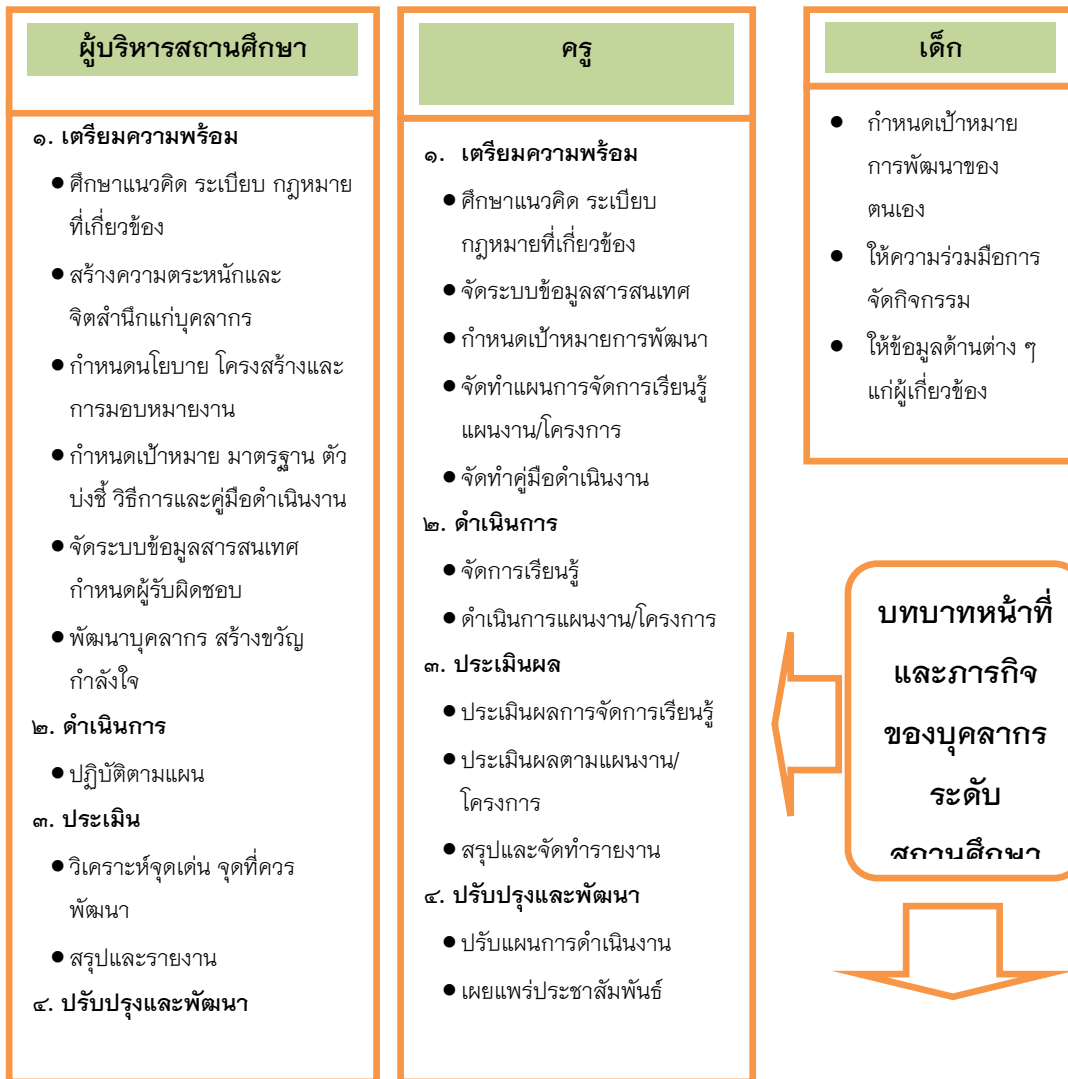 ผู้บริหารสถานศึกษา
๑. เตรียมความพร้อม
● ศึกษาแนวคิด ระเบียบ กฎหมาย
ที่เกี่ยวข้อง
● สร้างความตระหนักและ
จิตสำนึกแก่บุคลากร
● กำหนดนโยบาย โครงสร้างและ
การมอบหมายงาน
● กำหนดเป้าหมาย มาตรฐาน ตัว
บ่งชี้ วิธีการและคู่มือดำเนินงาน
● จัดระบบข้อมูลสารสนเทศ
กำหนดผู้รับผิดชอบ
● พัฒนาบุคลากร สร้างขวัญ
กำลังใจ
๒. ดำเนินการ
● ปฏิบัติตามแผน
๓. ประเมิน
● วิเคราะห์จุดเด่น จุดที่ควร
พัฒนา
● สรุปและรายงาน
๔. ปรับปรุงและพัฒนา
ครู
๑. เตรียมความพร้อม
● ศึกษาแนวคิด ระเบียบ
กฎหมายที่เกี่ยวข้อง
● จัดระบบข้อมูลสารสนเทศ
● กำหนดเป้าหมายการพัฒนา
● จัดทำแผนการจัดการเรียนรู้
แผนงาน/โครงการ
● จัดทำคู่มือดำเนินงาน
๒. ดำเนินการ
● จัดการเรียนรู้
● ดำเนินการแผนงาน/โครงการ
๓. ประเมินผล
● ประเมินผลการจัดการเรียนรู้
● ประเมินผลตามแผนงาน/
โครงการ
● สรุปและจัดทำรายงาน
๔. ปรับปรุงและพัฒนา
● ปรับแผนการดำเนินงาน
● เผยแพร่ประชาสัมพันธ์
เด็ก
● กำหนดเป้าหมาย
การพัฒนาของ
ตนเอง
● ให้ความร่วมมือการ
จัดกิจกรรม
● ให้ข้อมูลด้านต่าง ๆ
แก่ผู้เกี่ยวข้อง
บทบาทหน้าที่
และภารกิจ
ของบุคลากร
ระดับ
สถานศึกษา